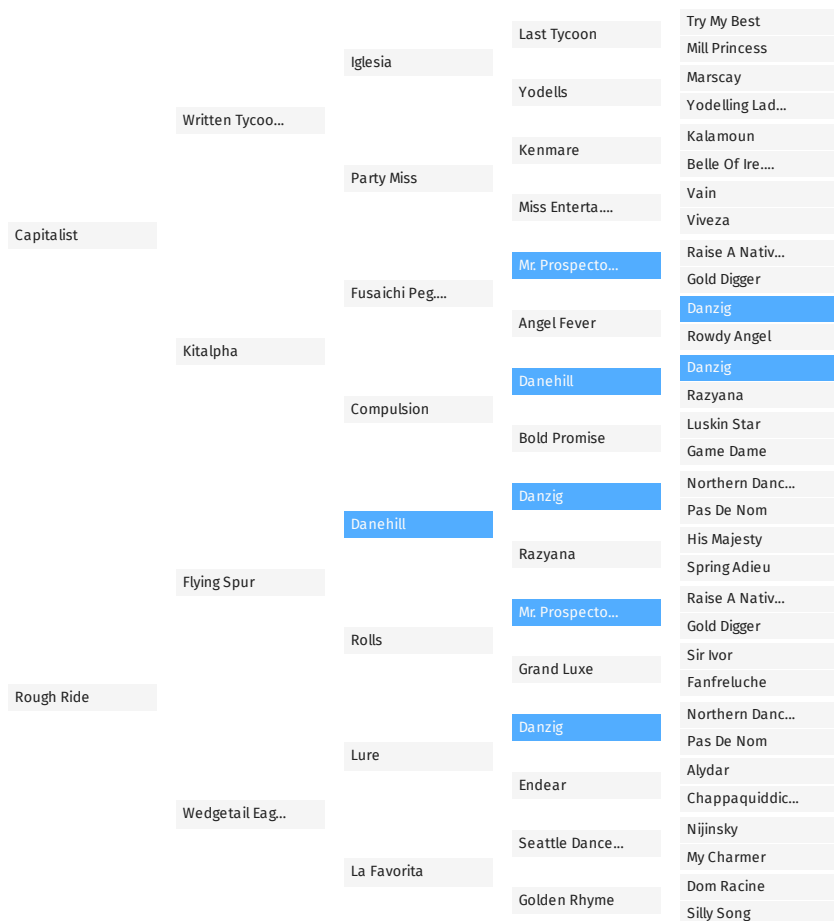 Capitalist
Rough Ride
Written Tycoo...
Kitalpha
Flying Spur
Wedgetail Eag...
Iglesia
Party Miss
Fusaichi Peg....
Compulsion
Danehill
Rolls
Lure
La Favorita
Last Tycoon
Yodells
Kenmare
Miss Enterta....
Mr. Prospecto...
Angel Fever
Danehill
Bold Promise
Danzig
Razyana
Mr. Prospecto...
Grand Luxe
Danzig
Endear
Seattle Dance...
Golden Rhyme
Try My Best
Mill Princess
Marscay
Yodelling Lad...
Kalamoun
Belle Of Ire....
Vain
Viveza
Raise A Nativ...
Gold Digger
Danzig
Rowdy Angel
Danzig
Razyana
Luskin Star
Game Dame
Northern Danc...
Pas De Nom
His Majesty
Spring Adieu
Raise A Nativ...
Gold Digger
Sir Ivor
Fanfreluche
Northern Danc...
Pas De Nom
Alydar
Chappaquiddic...
Nijinsky
My Charmer
Dom Racine
Silly Song